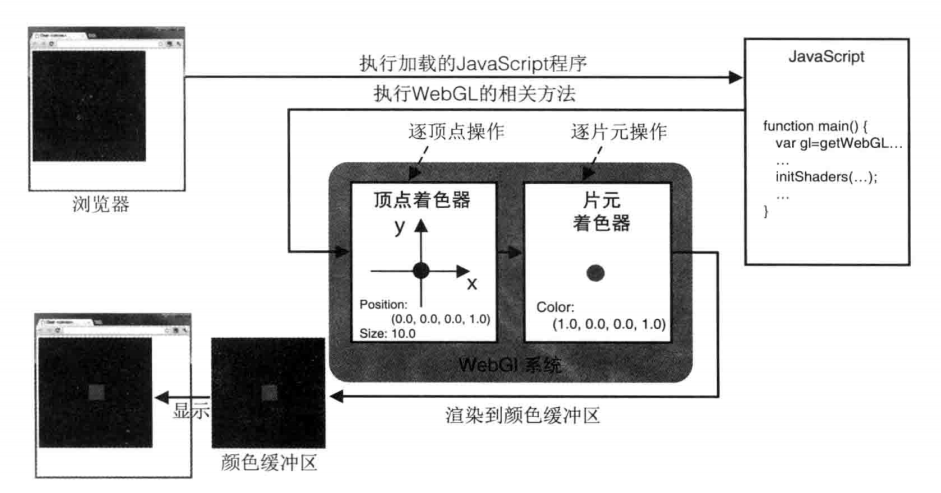 执行加载的JavaScript程序
JavaScript
执行WebGL的相关方法
逐顶点操作
逐片元操作
function main() {
var gl=getWebGL…
…
initShaders(…);
…
}
浏览器
顶点着色器
y
x
Position:
(0.0, 0.0, 0.0, 1.0)
Size: 10.0
片元
着色器
Color:
(1.0, 0.0, 0.0, 1.0)
WebGl 系统
显示
渲染到颜色缓冲区
颜色缓冲区